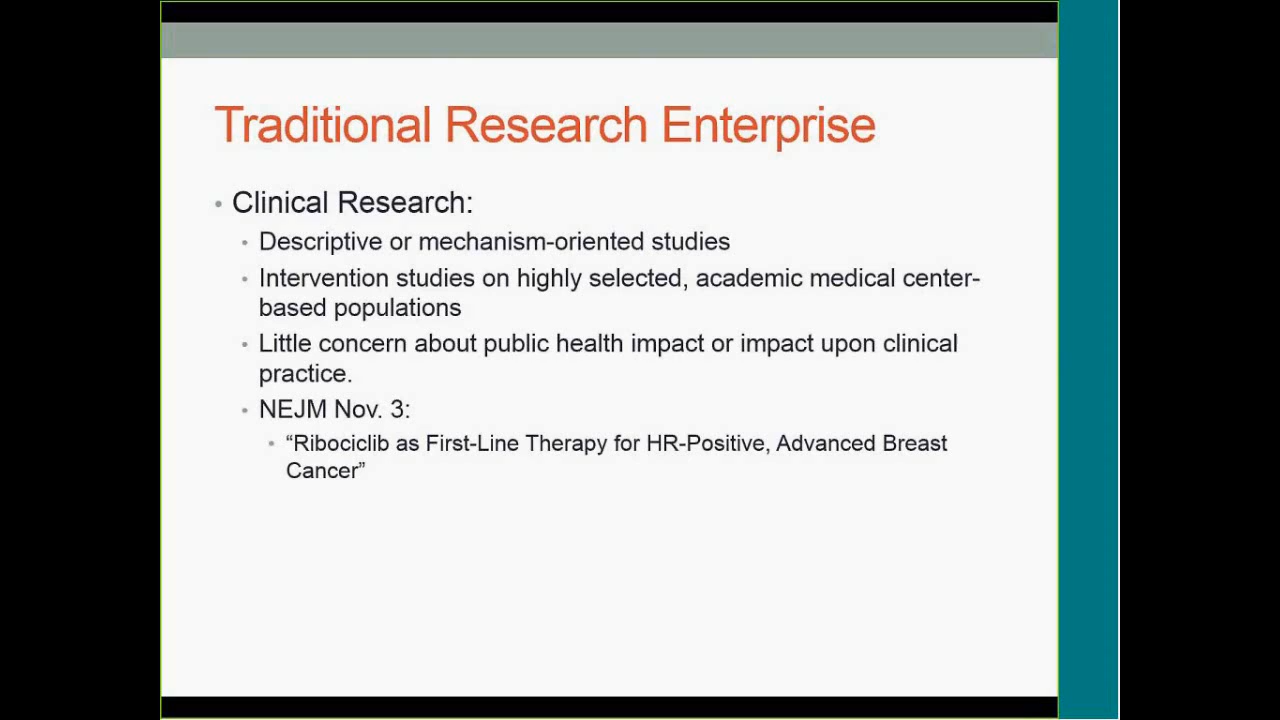 Traditional Research Enterprise
• Clinical Research:
• Descriptive or mechanism-oriented studies
• Intervention studies on highly selected, academic medical center-
based populations
• Little concern about public health impact or impact upon clinical
practice.
• NEJM Nov. 3:
• “Ribociclib as First-Line Therapy for HR-Positive, Advanced Breast
Cancer”